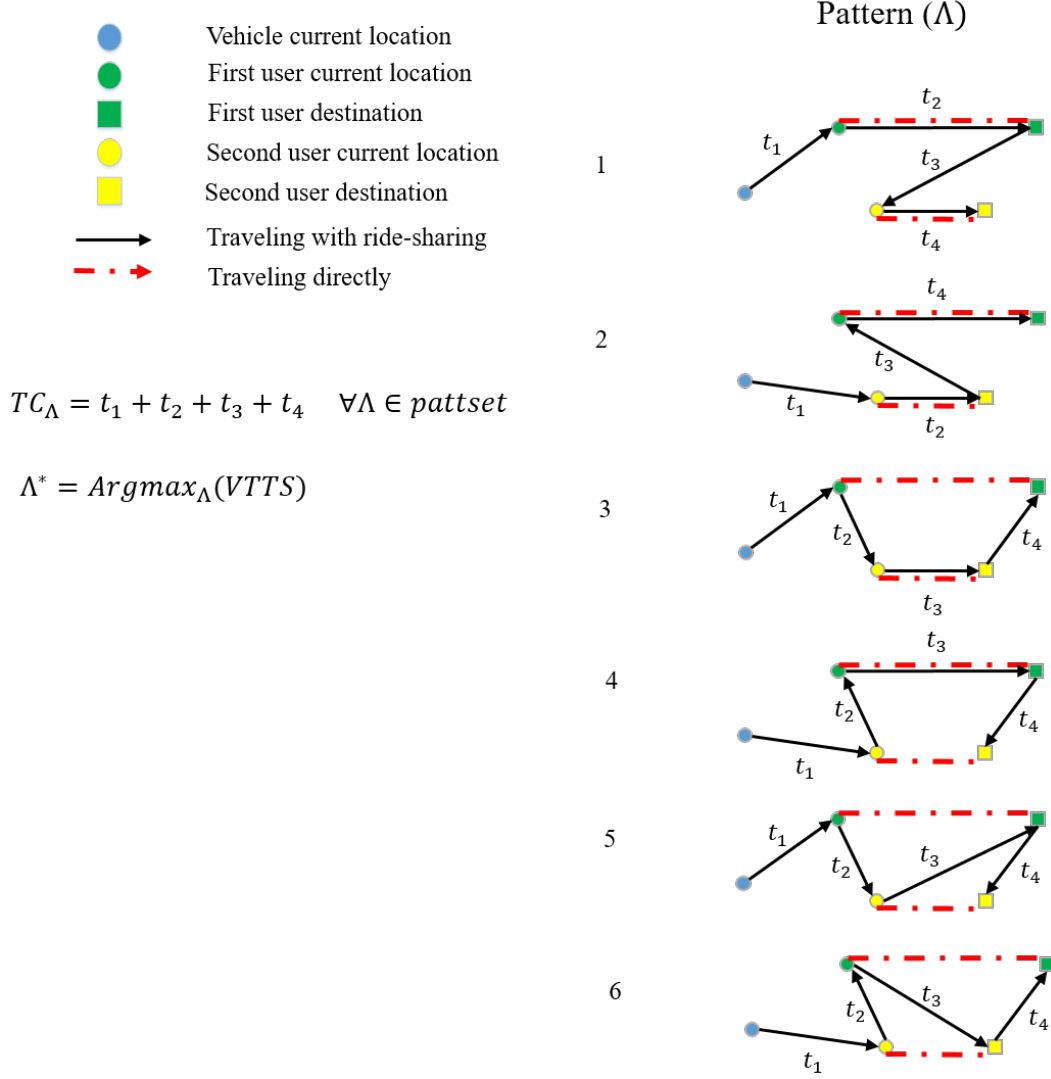 Pattern (Λ)
Vehicle current location
First user current location
First user destination
Second user current location
Second user destination
Traveling with ride-sharing
Traveling directly
TC_Λ = t₁ + t₂ + t₃ + t₄ ∀Λ ∈ pattset
Λ* = Argmax_Λ(VTTS)
1
t₁
t₂
t₃
t₄
2
t₄
t₃
t₁
t₂
3
t₁
t₂
t₄
t₃
4
t₃
t₂
t₄
t₁
5
t₁
t₂
t₃
t₄
6
t₂
t₃
t₄
t₁